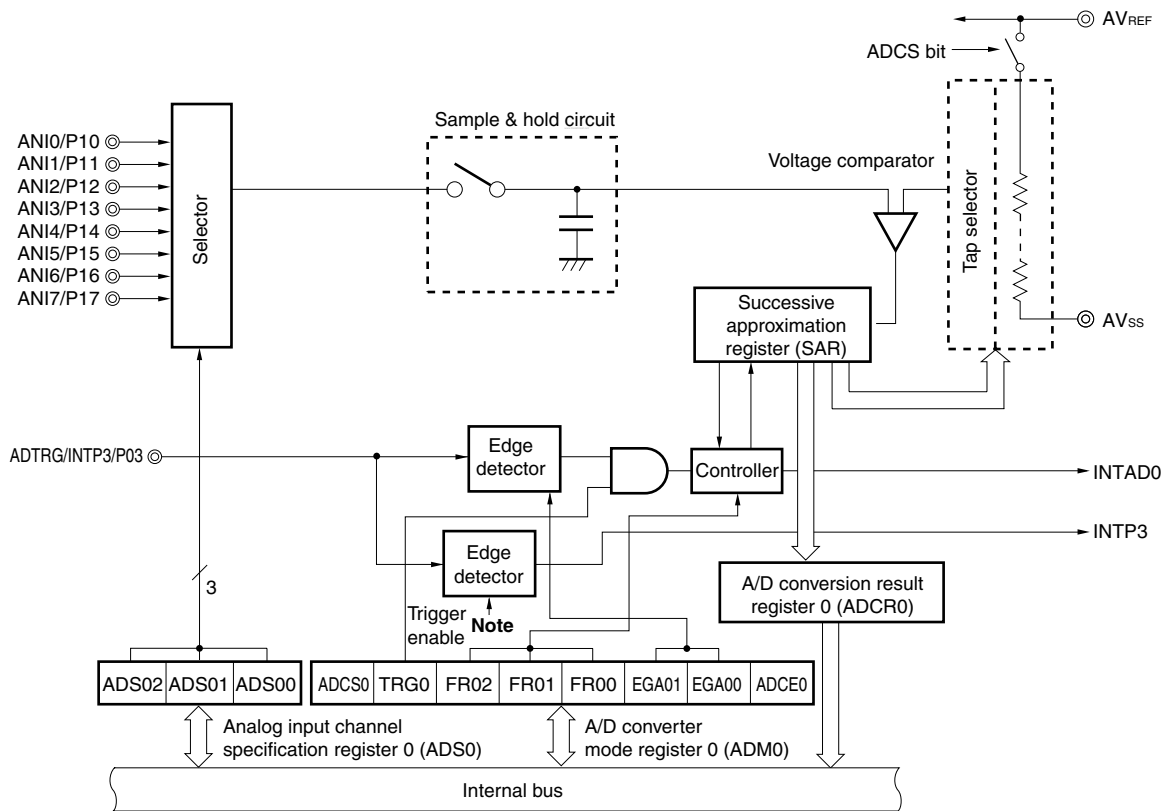 AVREF
ADCS bit
Sample & hold circuit
ANI0/P10
ANI1/P11
ANI2/P12
ANI3/P13
ANI4/P14
ANI5/P15
ANI6/P16
ANI7/P17
Selector
Voltage comparator
Tap selector
Successive
approximation
register (SAR)
AVSS
ADTRG/INTP3/P03
Edge
detector
Controller
INTAD0
Edge
detector
INTP3
3
Trigger
enable
Note
A/D conversion result
register 0 (ADCR0)
ADS02 ADS01 ADS00
ADCS0 TRG0 FR02 FR01 FR00 EGA01 EGA00 ADCE0
Analog input channel
specification register 0 (ADS0)
A/D converter
mode register 0 (ADM0)
Internal bus